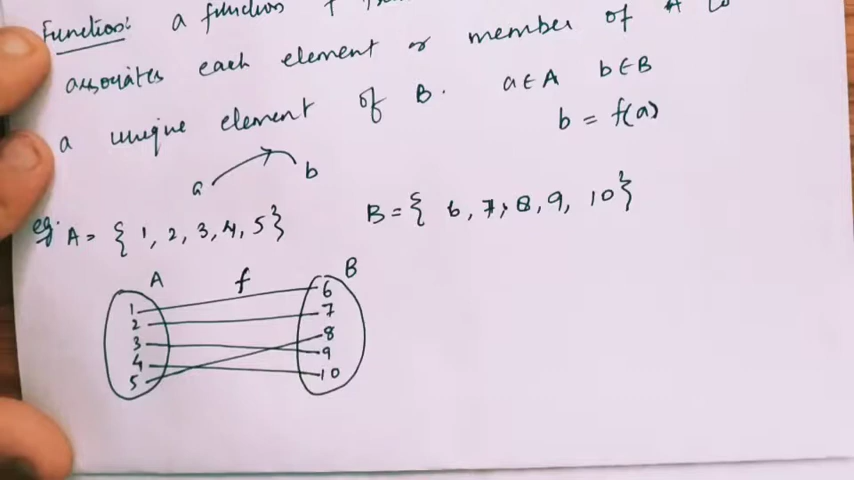 Function: a function f
associates each element or member of A to
a unique element of B. a ∈ A b ∈ B
b = f(a)
a b
eg. A = { 1, 2, 3, 4, 5 } B = { 6, 7, 8, 9, 10 }
A f B
1 6
2 7
3 8
4 9
5 10